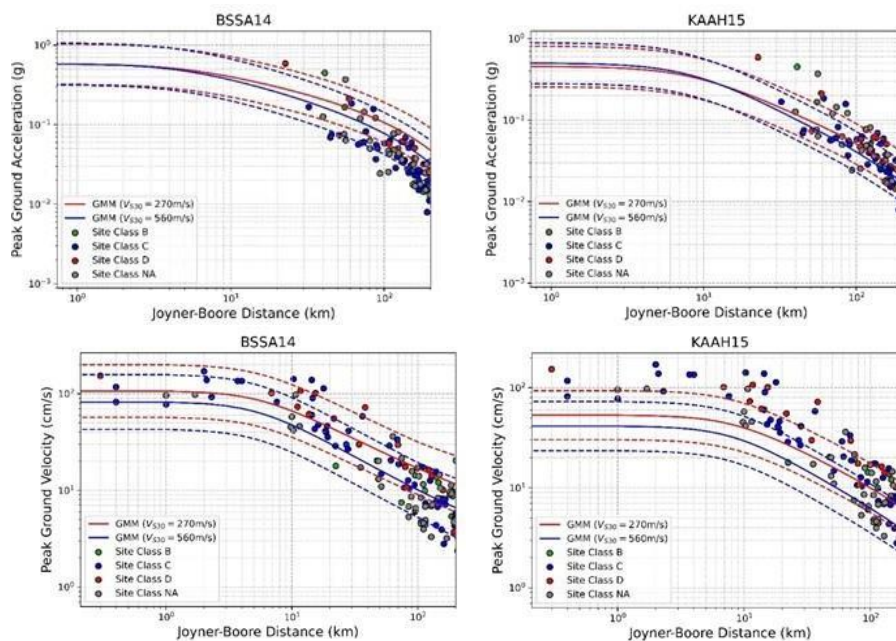 BSSA14
Peak Ground Acceleration (g)
10⁰
10⁻¹
10⁻²
10⁻³
GMM (V_S30 = 270m/s)
GMM (V_S30 = 560m/s)
Site Class B
Site Class C
Site Class D
Site Class NA
10⁰ 10¹ 10²
Joyner-Boore Distance (km)
KAAH15
Peak Ground Acceleration (g)
10⁰
10⁻¹
10⁻²
10⁻³
GMM (V_S30 = 270m/s)
GMM (V_S30 = 560m/s)
Site Class B
Site Class C
Site Class D
Site Class NA
10⁰ 10¹ 10²
Joyner-Boore Distance (km)
BSSA14
Peak Ground Velocity (cm/s)
10²
10¹
10⁰
GMM (V_S30 = 270m/s)
GMM (V_S30 = 560m/s)
Site Class B
Site Class C
Site Class D
Site Class NA
10⁰ 10¹ 10²
Joyner-Boore Distance (km)
KAAH15
Peak Ground Velocity (cm/s)
10²
10¹
10⁰
GMM (V_S30 = 270m/s)
GMM (V_S30 = 560m/s)
Site Class B
Site Class C
Site Class D
Site Class NA
10⁰ 10¹ 10²
Joyner-Boore Distance (km)